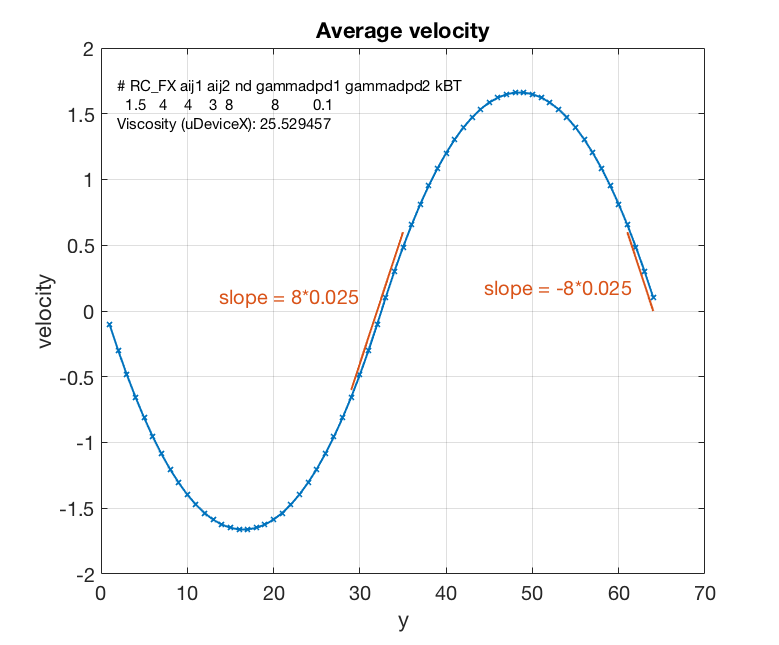 Average velocity
# RC_FX aij1 aij2 nd gammadpd1 gammadpd2 kBT
1.5 4 4 3 8 8 0.1
Viscosity (uDeviceX): 25.529457
2
1.5
1
0.5
0
-0.5
-1
-1.5
-2
velocity
slope = 8*0.025
slope = -8*0.025
0 10 20 30 40 50 60 70
y